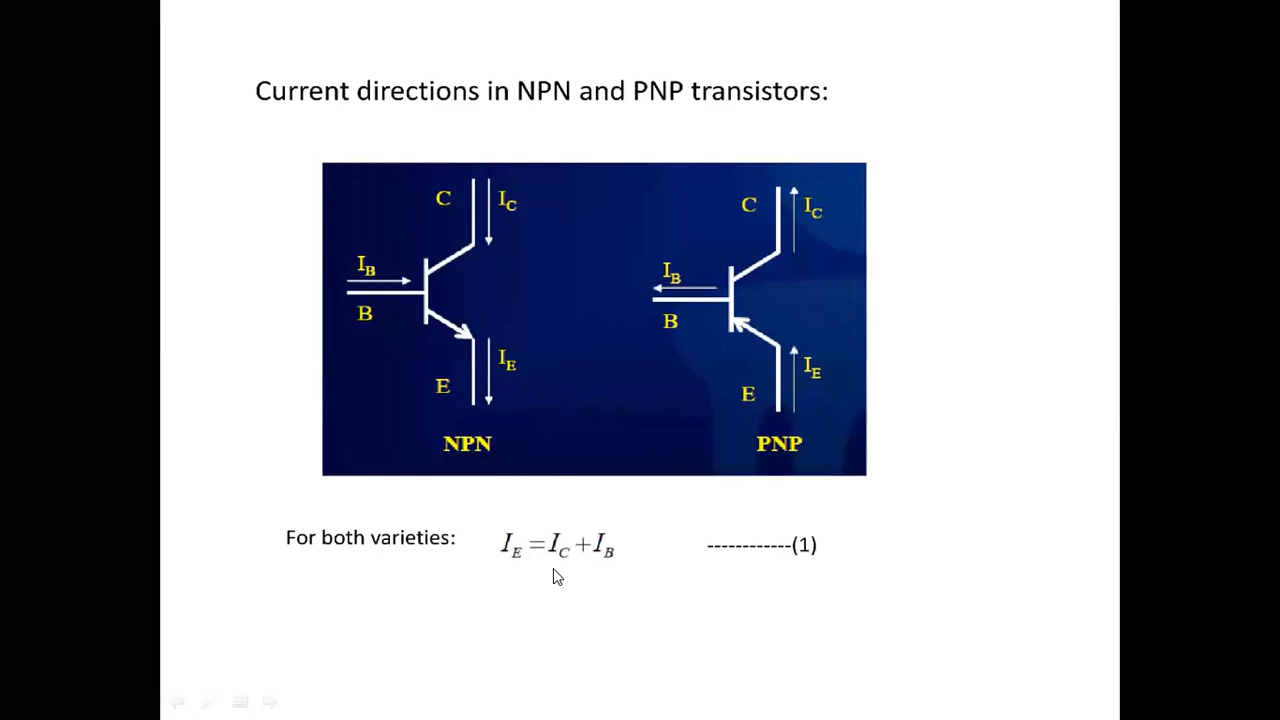 Current directions in NPN and PNP transistors:
C I_C
I_B
B
I_E
E
NPN
C I_C
I_B
B
I_E
E
PNP
For both varieties: I_E = I_C + I_B ------------(1)